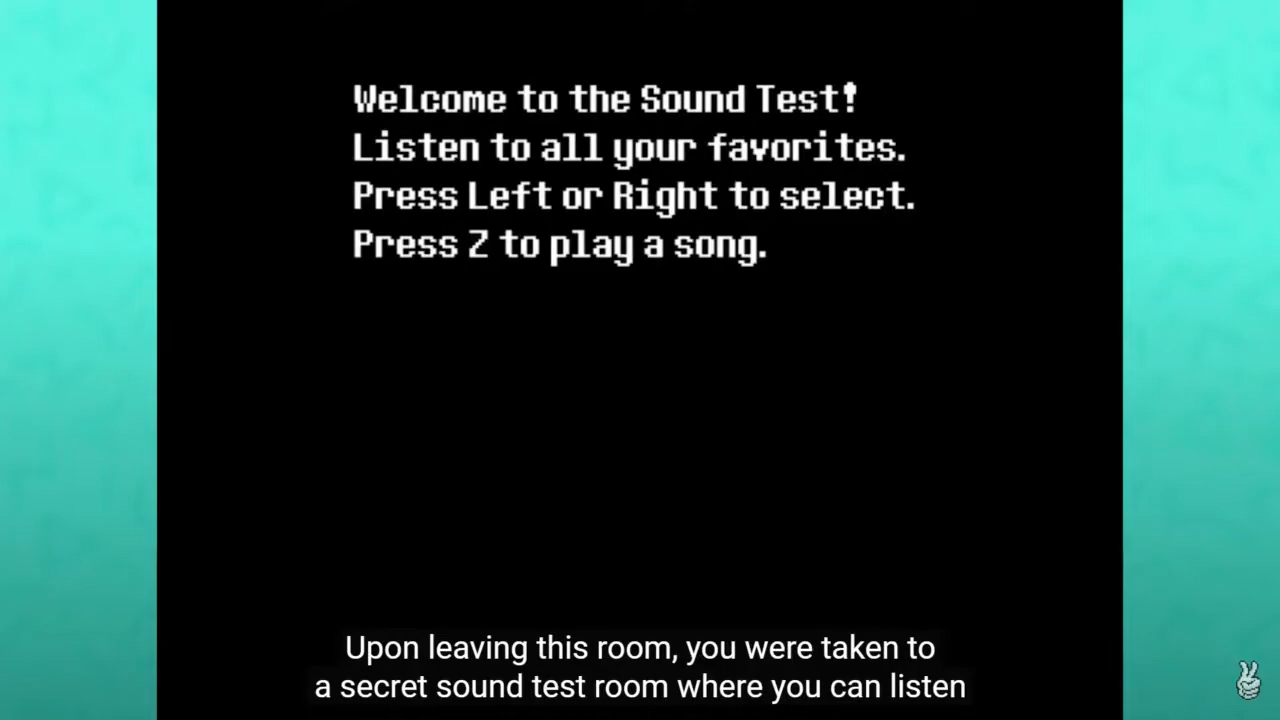 Welcome to the Sound Test!
Listen to all your favorites.
Press Left or Right to select.
Press Z to play a song.
Upon leaving this room, you were taken to
a secret sound test room where you can listen